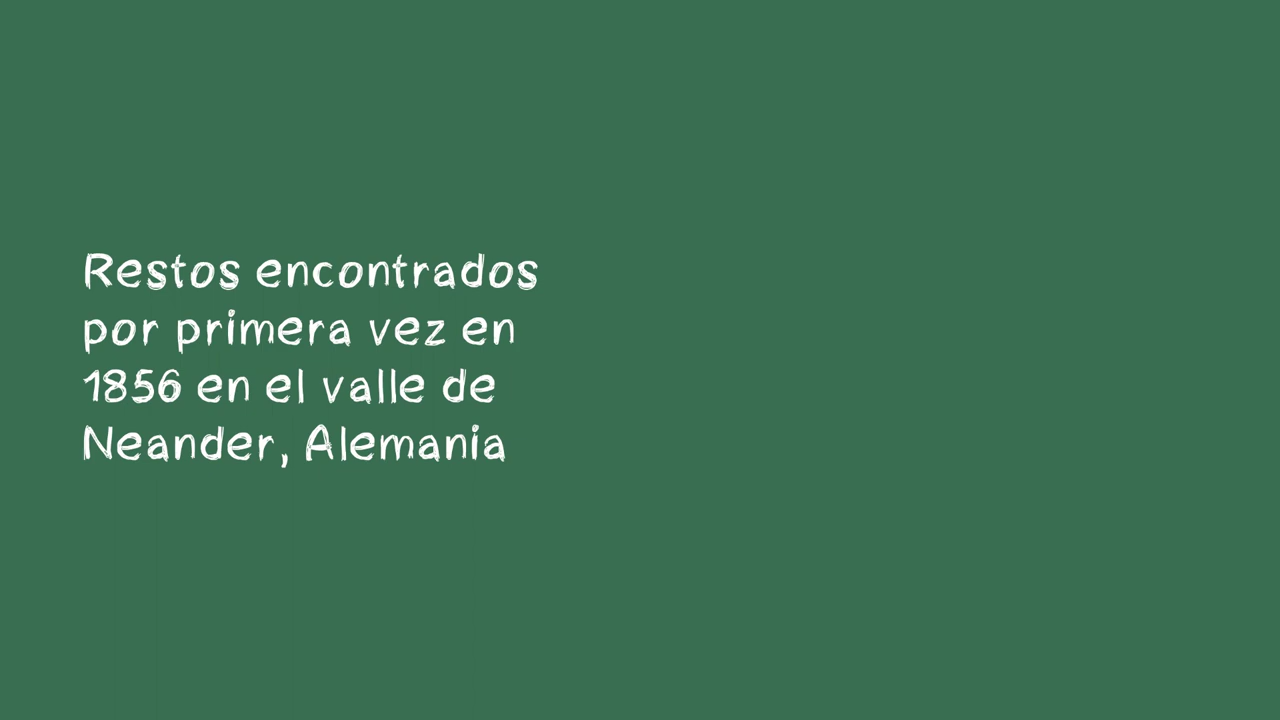 Restos encontrados
por primera vez en
1856 en el valle de
Neander, Alemania